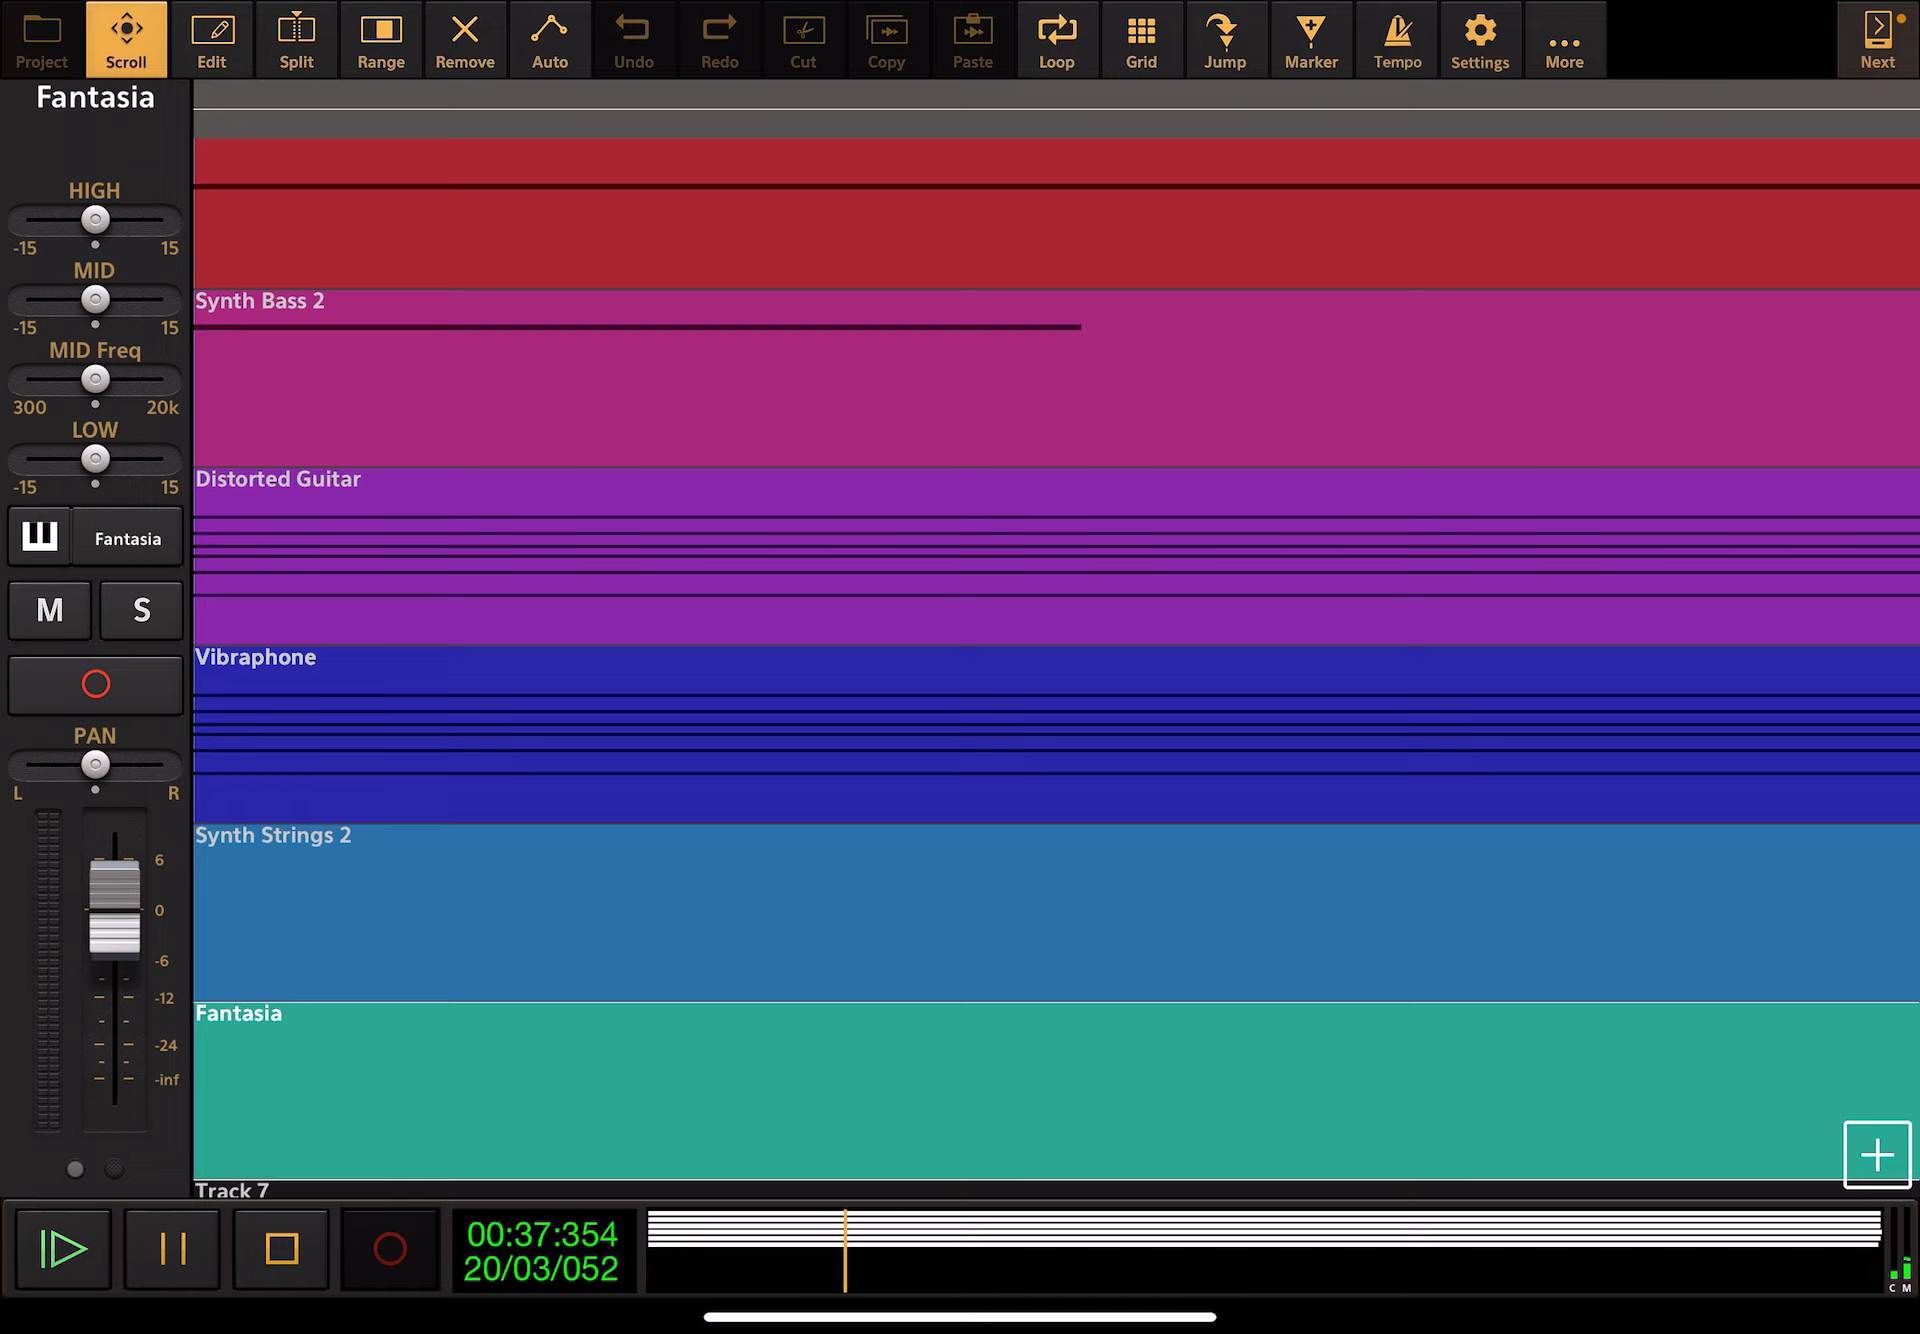 Project Scroll Edit Split Range Remove Auto Undo Redo Cut Copy Paste Loop Grid Jump Marker Tempo Settings More Next
Fantasia
HIGH
-15 15
MID
-15 15
MID Freq
300 20k
LOW
-15 15
Fantasia
M S
PAN
L R
6
0
-6
-12
-24
-inf
Synth Bass 2
Distorted Guitar
Vibraphone
Synth Strings 2
Fantasia
Track 7
00:37:354
20/03/052
C M